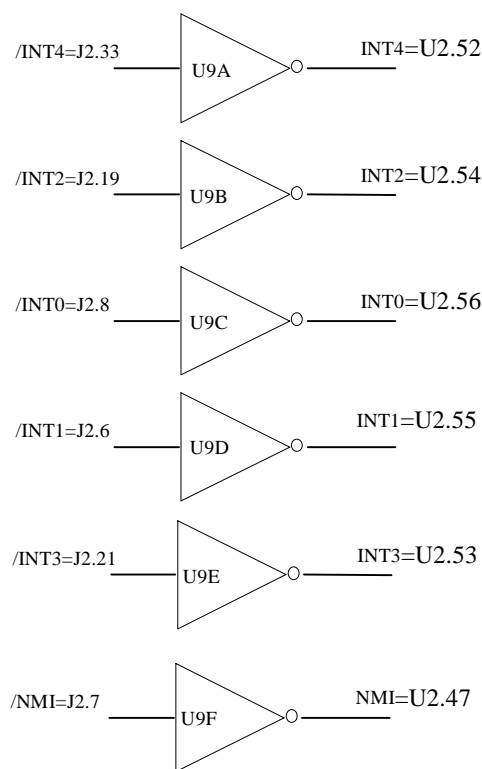 /INT4=J2.33 U9A INT4=U2.52
/INT2=J2.19 U9B INT2=U2.54
/INT0=J2.8 U9C INT0=U2.56
/INT1=J2.6 U9D INT1=U2.55
/INT3=J2.21 U9E INT3=U2.53
/NMI=J2.7 U9F NMI=U2.47